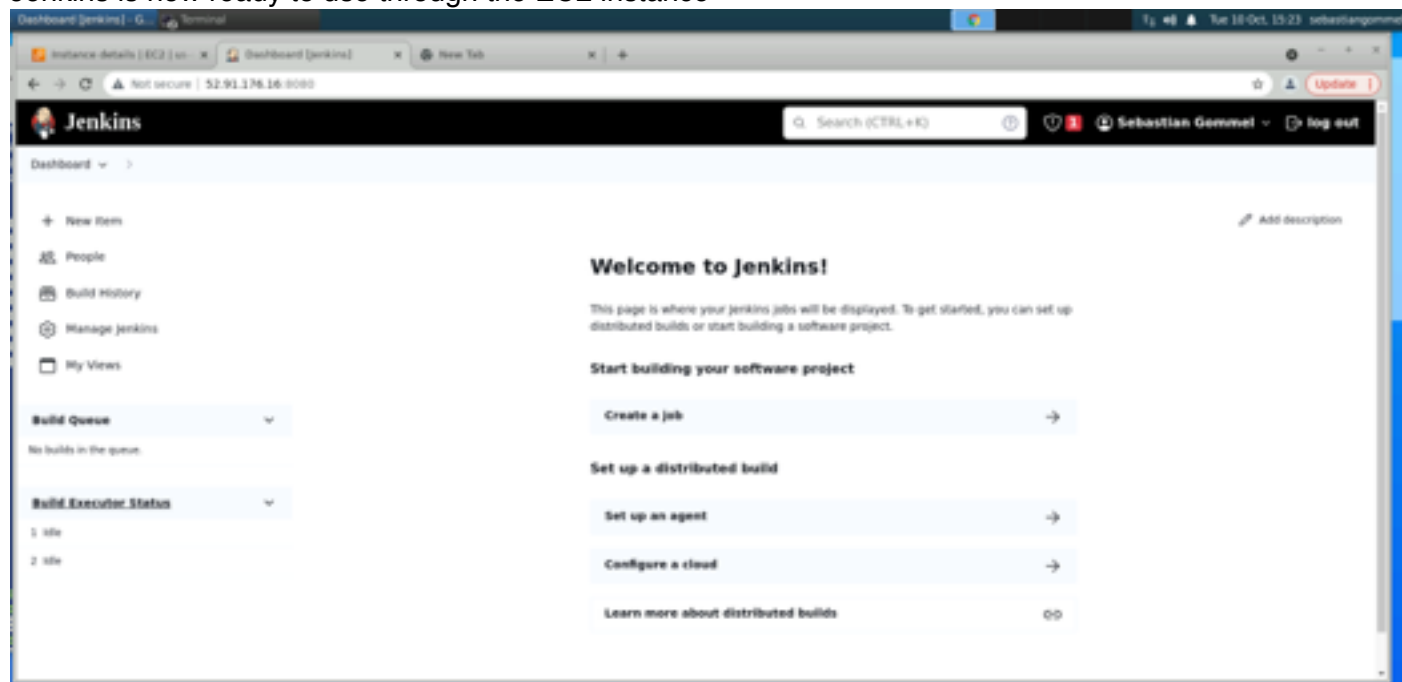 Jenkins is now ready to use through the EC2 instance
Dashboard [Jenkins] - G... Terminal
Tue 10 Oct, 15:23 sebastiangomme
Instance details | EC2 | us- Dashboard [Jenkins] New Tab
Not secure | 52.91.176.16:8080 Update
Jenkins Search (CTRL+K) 1 Sebastian Gommel log out
Dashboard
New Item
Add description
People
Build History
Manage Jenkins
My Views
Build Queue
No builds in the queue.
Build Executor Status
1 Idle
2 Idle
Welcome to Jenkins!
This page is where your Jenkins jobs will be displayed. To get started, you can set up
distributed builds or start building a software project.
Start building your software project
Create a job
Set up a distributed build
Set up an agent
Configure a cloud
Learn more about distributed builds